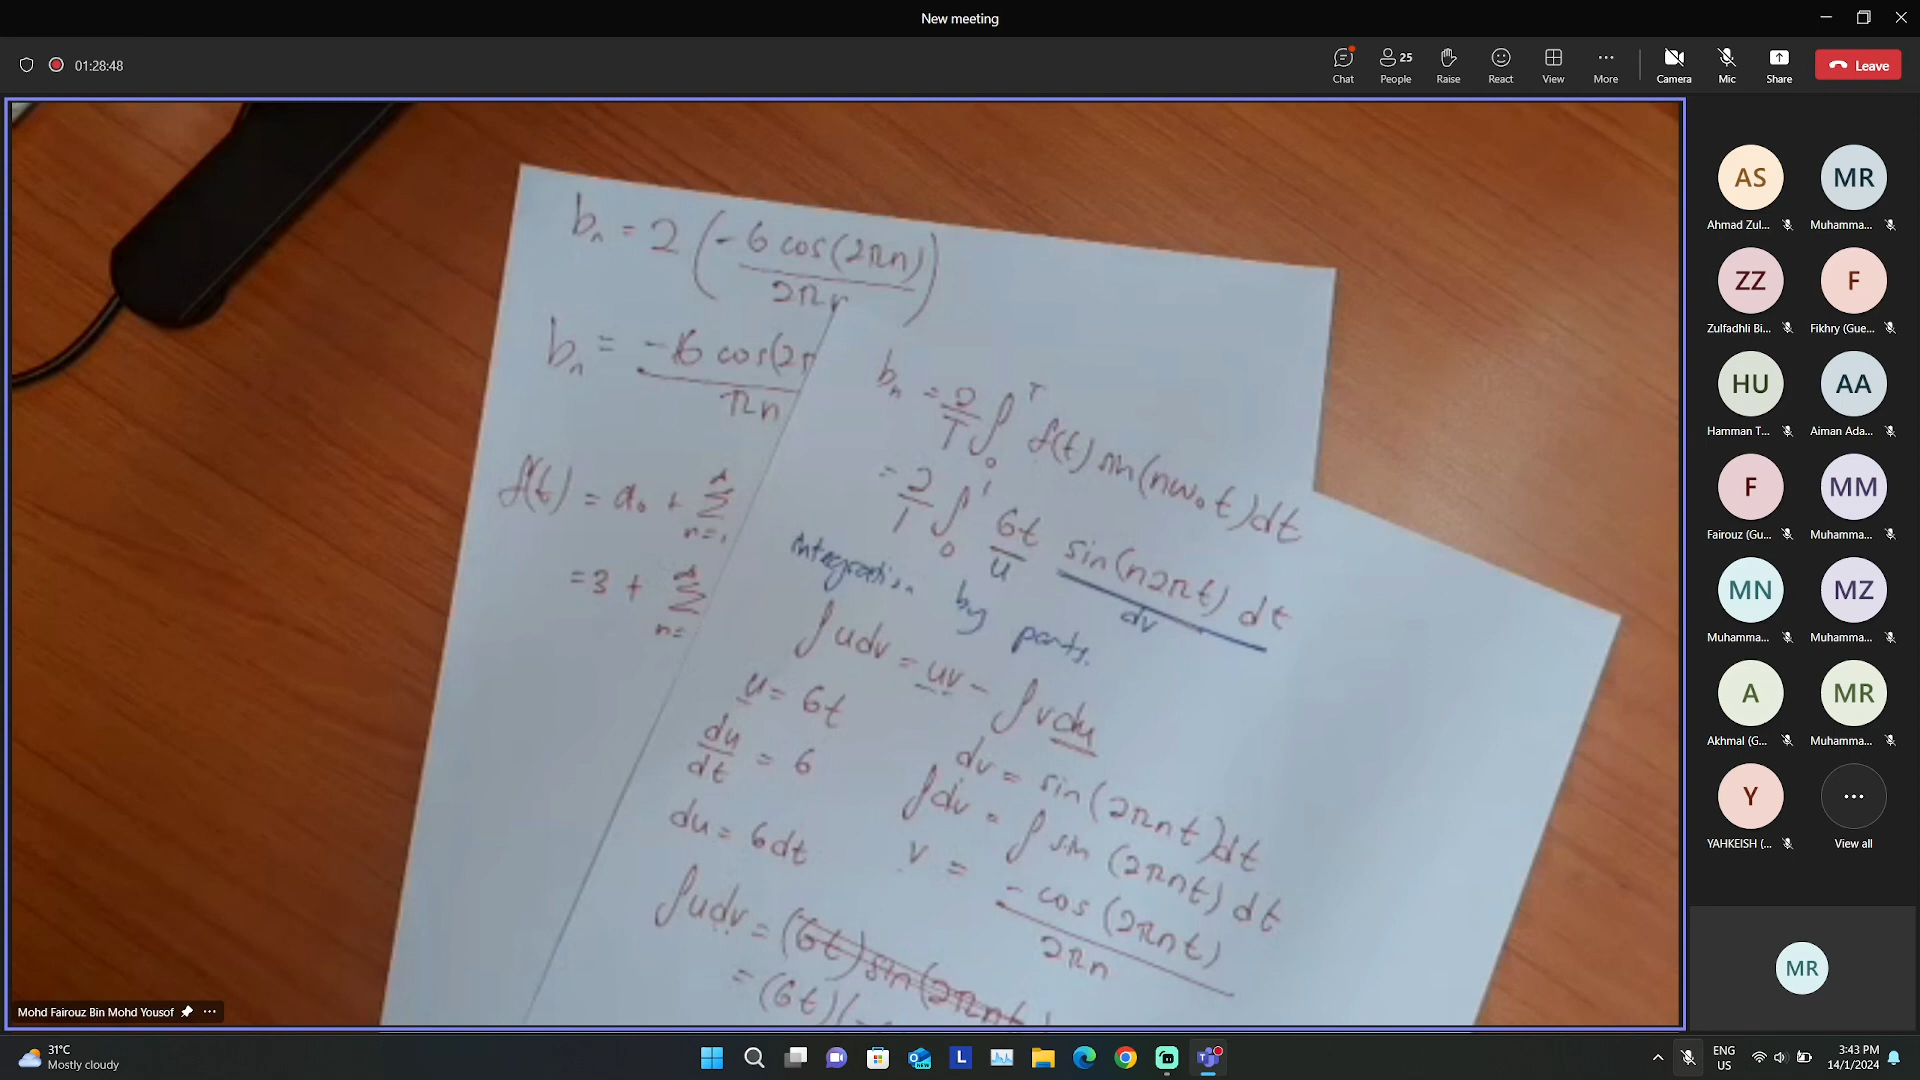 New meeting
01:28:48
Chat
25
People
Raise
React
View
More
Camera
Mic
Share
Leave
bₙ = 2 (-6 cos(2πn) / 2πn)
bₙ = -6 cos(2π / πn
f(t) = a₀ + Σ n=1
= 3 + Σ n=
bₙ = 2/T ∫₀ᵀ f(t) sin(nω₀t)dt
= 2/1 ∫₀¹ 6t sin(n2πt) dt
u
dv
integration by parts.
∫udv = uv - ∫vdu
u = 6t
du/dt = 6
du = 6dt
dv = sin(2πnt)dt
∫dv = ∫ sin (2πnt) dt
v = -cos (2πnt) / 2πn
∫udv = (6t)sin(2πnt
= (6t)(-
Mohd Fairouz Bin Mohd Yousof
AS
Ahmad Zul...
MR
Muhamma...
ZZ
Zulfadhli Bi...
F
Fikhry (Gue...
HU
Hamman T...
AA
Aiman Ada...
F
Fairouz (Gu...
MM
Muhamma...
MN
Muhamma...
MZ
Muhamma...
A
Akhmal (G...
MR
Muhamma...
Y
YAHKEISH (...
View all
MR
31°C
Mostly cloudy
NEW
L
ENG
US
3:43 PM
14/1/2024